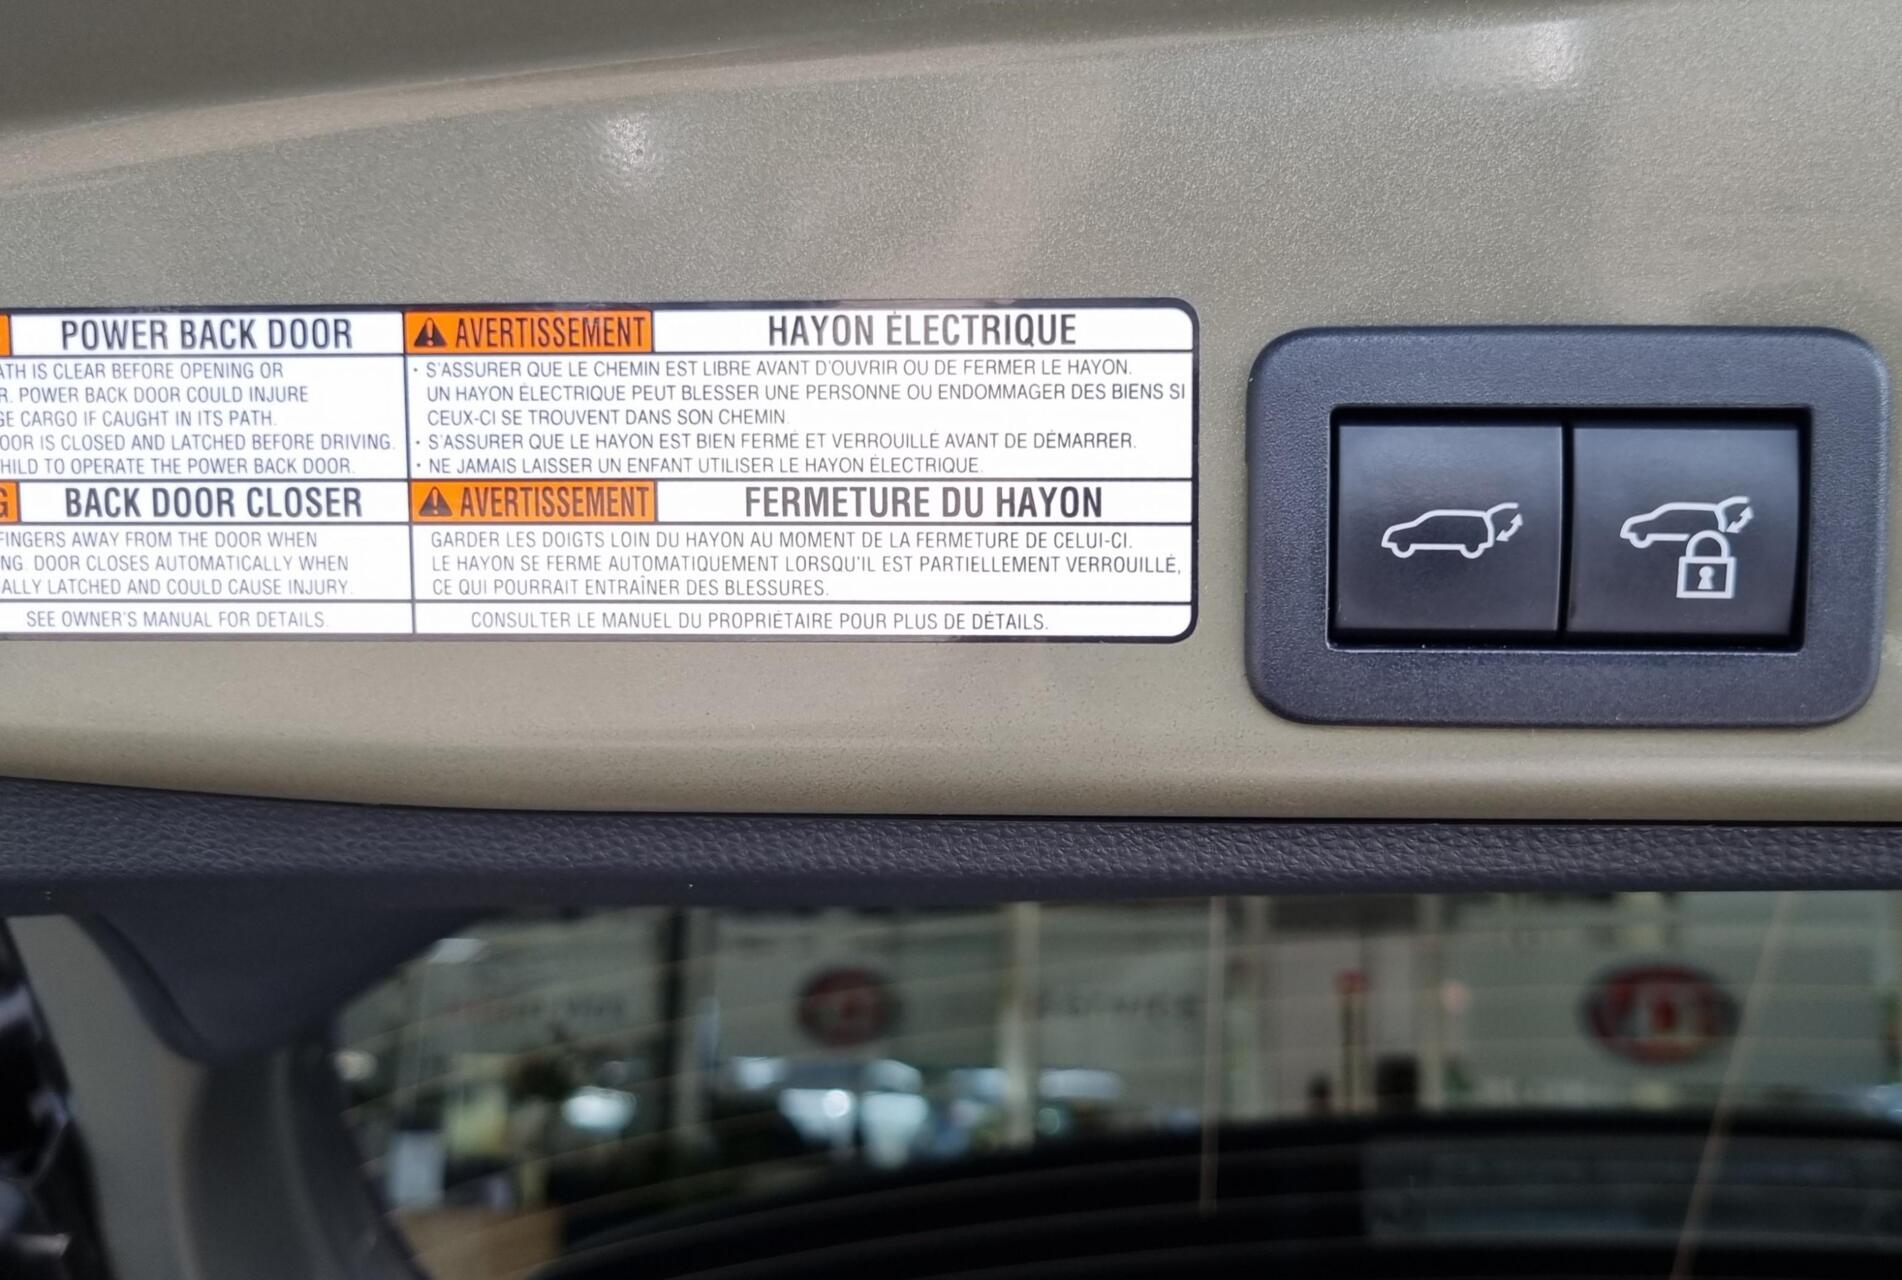 POWER BACK DOOR
ATH IS CLEAR BEFORE OPENING OR
R. POWER BACK DOOR COULD INJURE
GE CARGO IF CAUGHT IN ITS PATH.
OOR IS CLOSED AND LATCHED BEFORE DRIVING.
HILD TO OPERATE THE POWER BACK DOOR.
G BACK DOOR CLOSER
FINGERS AWAY FROM THE DOOR WHEN
NG. DOOR CLOSES AUTOMATICALLY WHEN
ALLY LATCHED AND COULD CAUSE INJURY.
SEE OWNER'S MANUAL FOR DETAILS.
AVERTISSEMENT HAYON ÉLECTRIQUE
· S'ASSURER QUE LE CHEMIN EST LIBRE AVANT D'OUVRIR OU DE FERMER LE HAYON.
UN HAYON ÉLECTRIQUE PEUT BLESSER UNE PERSONNE OU ENDOMMAGER DES BIENS SI
CEUX-CI SE TROUVENT DANS SON CHEMIN.
· S'ASSURER QUE LE HAYON EST BIEN FERMÉ ET VERROUILLÉ AVANT DE DÉMARRER.
· NE JAMAIS LAISSER UN ENFANT UTILISER LE HAYON ÉLECTRIQUE.
AVERTISSEMENT FERMETURE DU HAYON
GARDER LES DOIGTS LOIN DU HAYON AU MOMENT DE LA FERMETURE DE CELUI-CI.
LE HAYON SE FERME AUTOMATIQUEMENT LORSQU'IL EST PARTIELLEMENT VERROUILLÉ,
CE QUI POURRAIT ENTRAÎNER DES BLESSURES.
CONSULTER LE MANUEL DU PROPRIÉTAIRE POUR PLUS DE DÉTAILS.